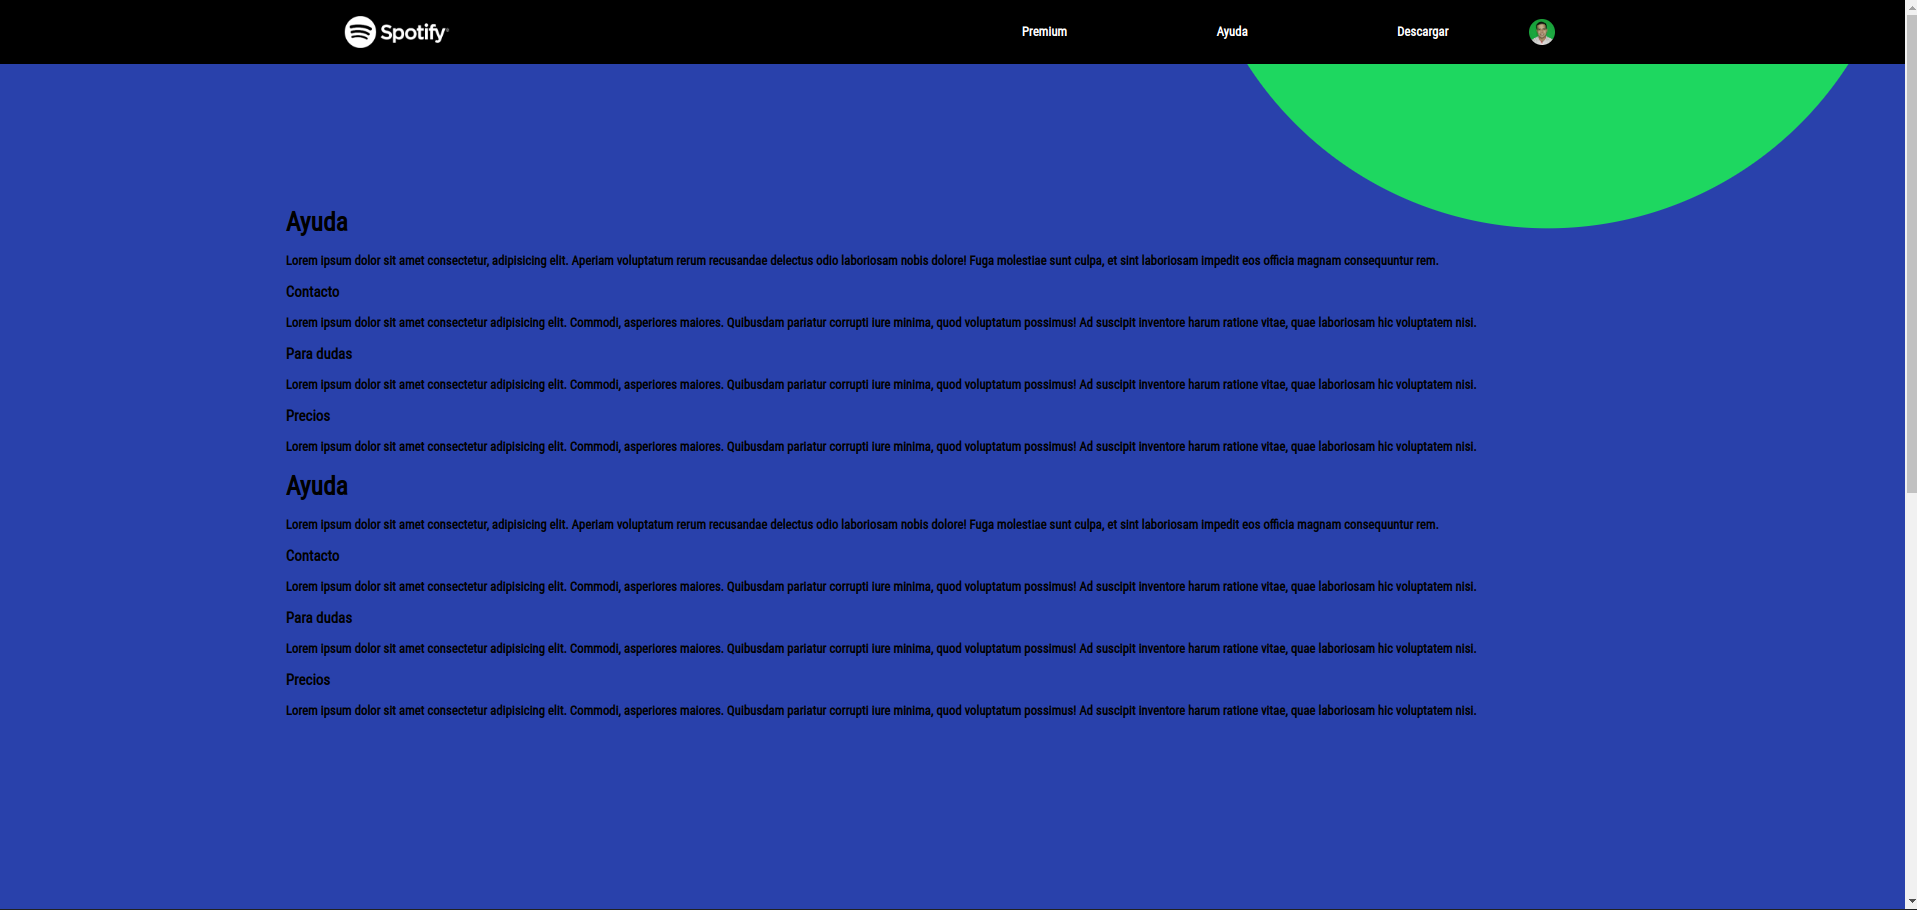 Spotify
Premium
Ayuda
Descargar
Ayuda
Lorem ipsum dolor sit amet consectetur, adipisicing elit. Aperiam voluptatum rerum recusandae delectus odio laboriosam nobis dolore! Fuga molestiae sunt culpa, et sint laboriosam impedit eos officia magnam consequuntur rem.
Contacto
Lorem ipsum dolor sit amet consectetur adipisicing elit. Commodi, asperiores maiores. Quibusdam pariatur corrupti iure minima, quod voluptatum possimus! Ad suscipit inventore harum ratione vitae, quae laboriosam hic voluptatem nisi.
Para dudas
Lorem ipsum dolor sit amet consectetur adipisicing elit. Commodi, asperiores maiores. Quibusdam pariatur corrupti iure minima, quod voluptatum possimus! Ad suscipit inventore harum ratione vitae, quae laboriosam hic voluptatem nisi.
Precios
Lorem ipsum dolor sit amet consectetur adipisicing elit. Commodi, asperiores maiores. Quibusdam pariatur corrupti iure minima, quod voluptatum possimus! Ad suscipit inventore harum ratione vitae, quae laboriosam hic voluptatem nisi.
Ayuda
Lorem ipsum dolor sit amet consectetur, adipisicing elit. Aperiam voluptatum rerum recusandae delectus odio laboriosam nobis dolore! Fuga molestiae sunt culpa, et sint laboriosam impedit eos officia magnam consequuntur rem.
Contacto
Lorem ipsum dolor sit amet consectetur adipisicing elit. Commodi, asperiores maiores. Quibusdam pariatur corrupti iure minima, quod voluptatum possimus! Ad suscipit inventore harum ratione vitae, quae laboriosam hic voluptatem nisi.
Para dudas
Lorem ipsum dolor sit amet consectetur adipisicing elit. Commodi, asperiores maiores. Quibusdam pariatur corrupti iure minima, quod voluptatum possimus! Ad suscipit inventore harum ratione vitae, quae laboriosam hic voluptatem nisi.
Precios
Lorem ipsum dolor sit amet consectetur adipisicing elit. Commodi, asperiores maiores. Quibusdam pariatur corrupti iure minima, quod voluptatum possimus! Ad suscipit inventore harum ratione vitae, quae laboriosam hic voluptatem nisi.